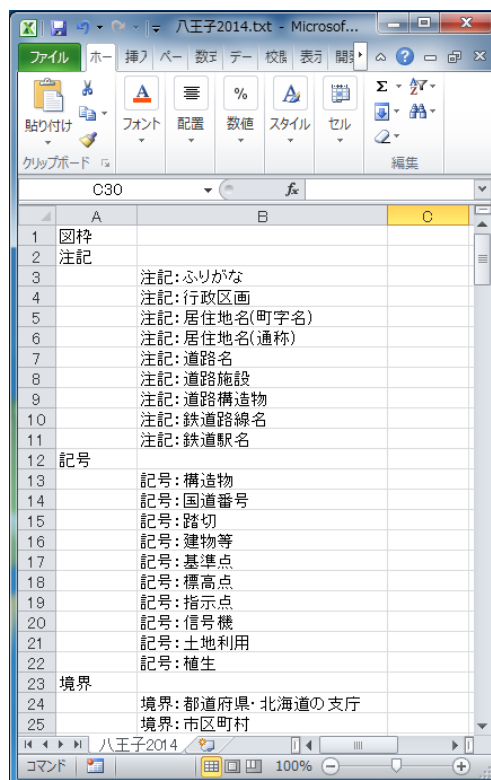 八王子2014.txt - Microsof...
ファイル ホー 挿入 ペー 数式 デー 校閲 表示 開発
貼り付け フォント 配置 数値 スタイル セル
クリップボード 編集
C30 fx
A B C
1 図枠
2 注記
3 注記:ふりがな
4 注記:行政区画
5 注記:居住地名(町字名)
6 注記:居住地名(通称)
7 注記:道路名
8 注記:道路施設
9 注記:道路構造物
10 注記:鉄道路線名
11 注記:鉄道駅名
12 記号
13 記号:構造物
14 記号:国道番号
15 記号:踏切
16 記号:建物等
17 記号:基準点
18 記号:標高点
19 記号:指示点
20 記号:信号機
21 記号:土地利用
22 記号:植生
23 境界
24 境界:都道府県・北海道の支庁
25 境界:市区町村
八王子2014
コマンド 100%